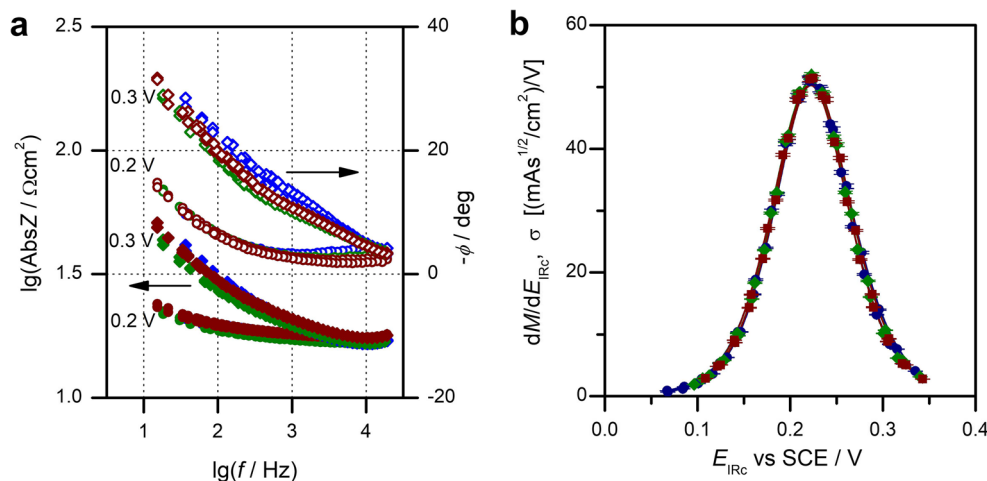 a
2.5
2.0
1.5
1.0
lg(AbsZ / Ωcm²)
0.3 V
0.2 V
0.3 V
0.2 V
40
20
0
-20
-ϕ / deg
1 2 3 4
lg(f / Hz)
b
60
40
20
0
dM/dE_IRc, σ [(mAs^1/2/cm²)/V]
0.0 0.1 0.2 0.3 0.4
E_IRc vs SCE / V